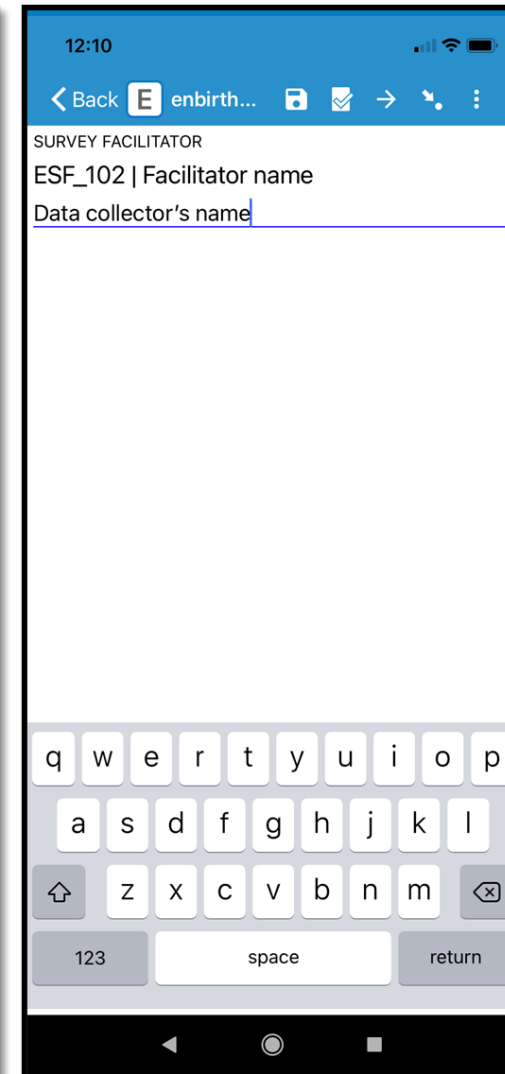 12:10
Back E enbirth...
SURVEY FACILITATOR
ESF_102 | Facilitator name
Data collector's name
q w e r t y u i o p
a s d f g h j k l
z x c v b n m
123 space return